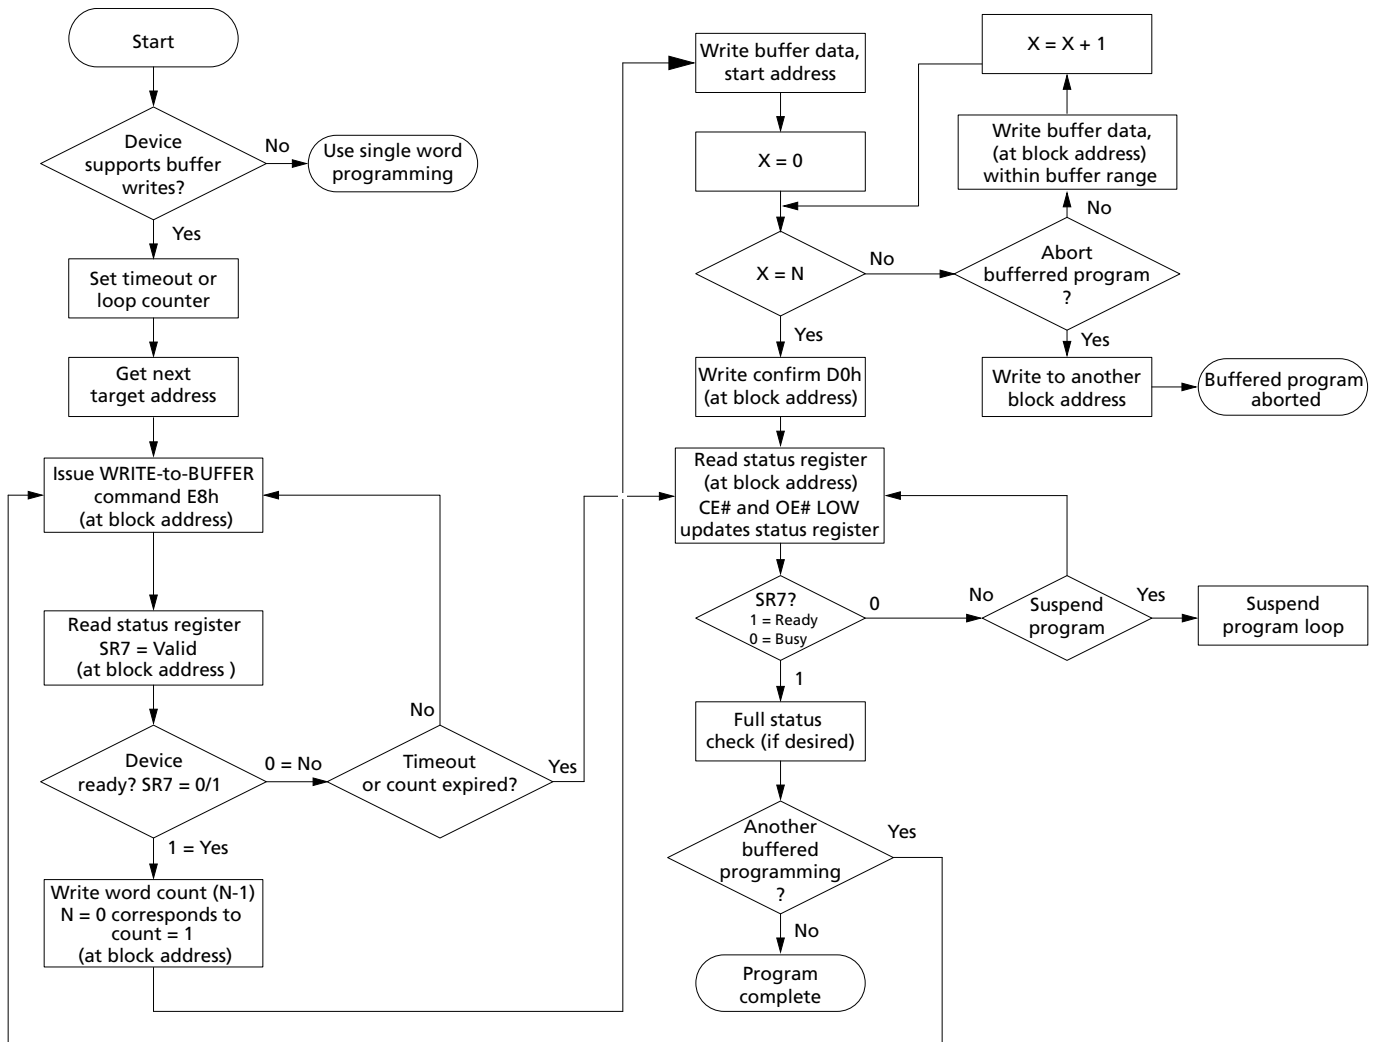 Start
Device
supports buffer
writes?
No
Use single word
programming
Yes
Set timeout or
loop counter
Get next
target address
Issue WRITE-to-BUFFER
command E8h
(at block address)
Read status register
SR7 = Valid
(at block address )
Device
ready? SR7 = 0/1
0 = No
No
Timeout
or count expired?
Yes
1 = Yes
Write word count (N-1)
N = 0 corresponds to
count = 1
(at block address)
Write buffer data,
start address
X = 0
X = X + 1
Write buffer data,
(at block address)
within buffer range
No
X = N
No
Abort
bufferred program
?
Yes
Yes
Write confirm D0h
(at block address)
Write to another
block address
Buffered program
aborted
Read status register
(at block address)
CE# and OE# LOW
updates status register
SR7?
1 = Ready
0 = Busy
0
No
Suspend
program
Yes
Suspend
program loop
1
Full status
check (if desired)
Another
buffered
programming
?
Yes
No
Program
complete